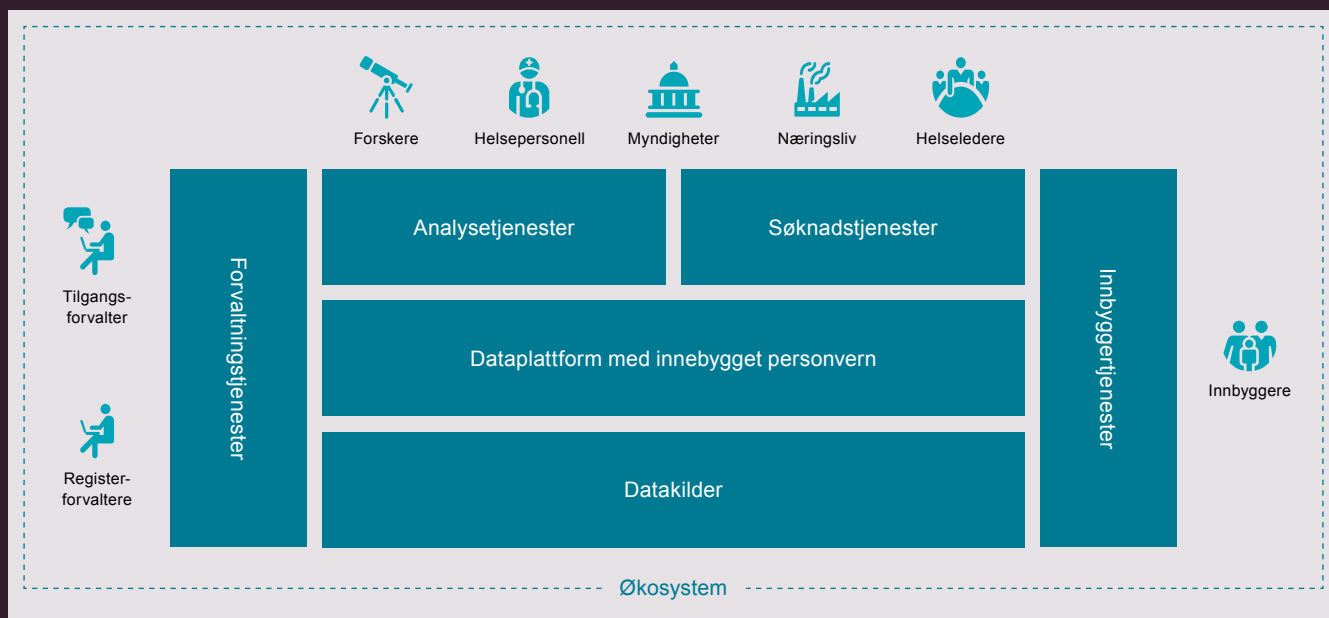 Forskere
Helsepersonell
Myndigheter
Næringsliv
Helseledere
Tilgangs-
forvalter
Register-
forvaltere
Forvaltningstjenester
Analysetjenester
Søknadstjenester
Dataplattform med innebygget personvern
Datakilder
Innbyggertjenester
Innbyggere
Økosystem